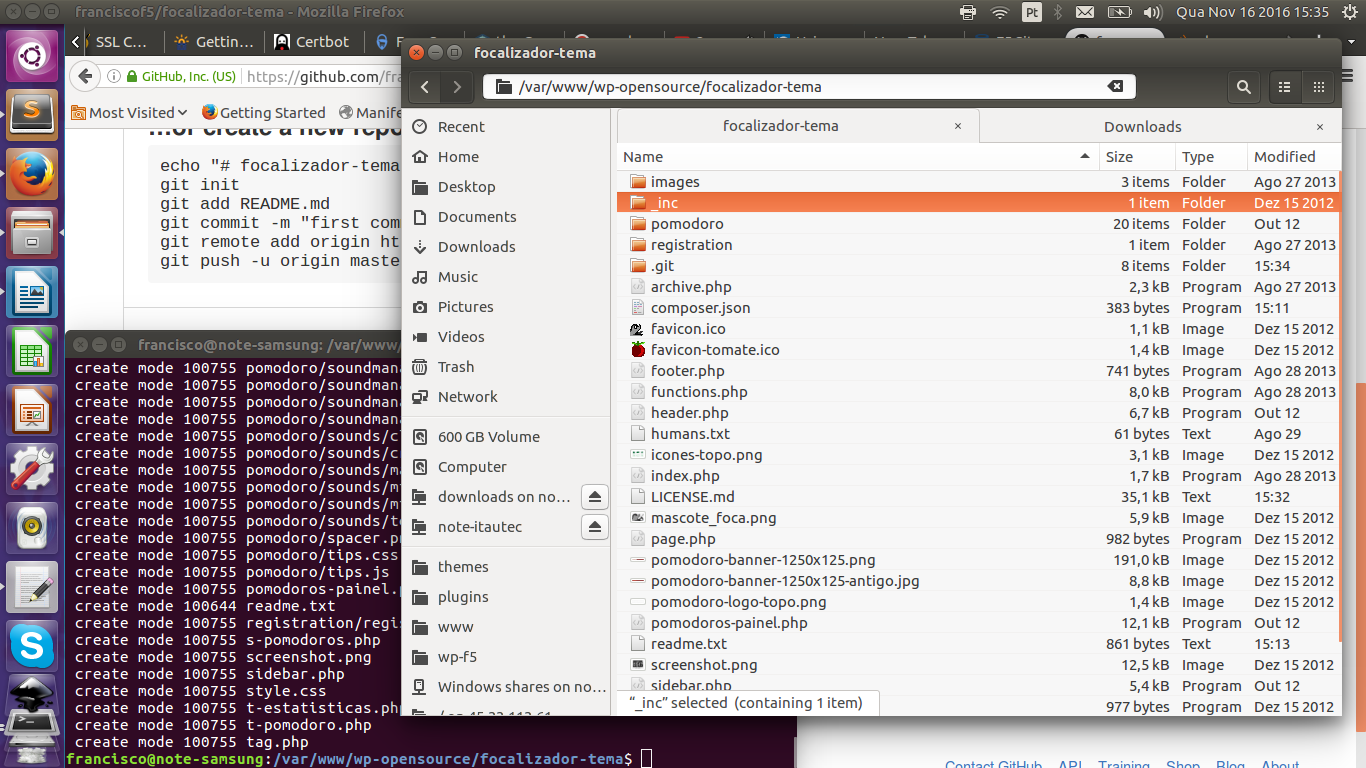 franciscof5/focalizador-tema - Mozilla Firefox
Pt
Qua Nov 16 2016 15:35
SSL C…
Gettin…
Certbot
GitHub, Inc. (US)
https://github.com/fra
Most Visited
Getting Started
Manife
...or create a new repo
echo "# focalizador-tema
git init
git add README.md
git commit -m "first com
git remote add origin ht
git push -u origin maste
francisco@note-samsung: /var/www/
create mode 100755 pomodoro/soundmana
create mode 100755 pomodoro/soundmana
create mode 100755 pomodoro/soundmana
create mode 100755 pomodoro/soundmana
create mode 100755 pomodoro/sounds/c
create mode 100755 pomodoro/sounds/c
create mode 100755 pomodoro/sounds/ma
create mode 100755 pomodoro/sounds/m
create mode 100755 pomodoro/sounds/m
create mode 100755 pomodoro/sounds/t
create mode 100755 pomodoro/spacer.pn
create mode 100755 pomodoro/tips.css
create mode 100755 pomodoro/tips.js
create mode 100755 pomodoros-painel.p
create mode 100644 readme.txt
create mode 100755 registration/reg
create mode 100755 s-pomodoros.php
create mode 100755 screenshot.png
create mode 100755 sidebar.php
create mode 100755 style.css
create mode 100755 t-estatisticas.php
create mode 100755 t-pomodoro.php
create mode 100755 tag.php
francisco@note-samsung:/var/www/wp-opensource/focalizador-tema$
focalizador-tema
/var/www/wp-opensource/focalizador-tema
Recent
Home
Desktop
Documents
Downloads
Music
Pictures
Videos
Trash
Network
600 GB Volume
Computer
downloads on no…
note-itautec
themes
plugins
www
wp-f5
Windows shares on no…
focalizador-tema ×
Downloads ×
Name Size Type Modified
images 3 items Folder Ago 27 2013
_inc 1 item Folder Dez 15 2012
pomodoro 20 items Folder Out 12
registration 1 item Folder Ago 27 2013
.git 8 items Folder 15:34
archive.php 2,3 kB Program Ago 27 2013
composer.json 383 bytes Program 15:11
favicon.ico 1,1 kB Image Dez 15 2012
favicon-tomate.ico 1,4 kB Image Dez 15 2012
footer.php 741 bytes Program Ago 28 2013
functions.php 8,0 kB Program Ago 28 2013
header.php 6,7 kB Program Out 12
humans.txt 61 bytes Text Ago 29
icones-topo.png 3,1 kB Image Dez 15 2012
index.php 1,7 kB Program Ago 28 2013
LICENSE.md 35,1 kB Text 15:32
mascote_foca.png 5,9 kB Image Dez 15 2012
page.php 982 bytes Program Dez 15 2012
pomodoro-banner-1250x125.png 191,0 kB Image Dez 15 2012
pomodoro-banner-1250x125-antigo.jpg 8,8 kB Image Dez 15 2012
pomodoro-logo-topo.png 1,4 kB Image Dez 15 2012
pomodoros-painel.php 12,1 kB Program Out 12
readme.txt 861 bytes Text 15:13
screenshot.png 12,5 kB Image Dez 15 2012
sidebar.php 5,4 kB Program Out 12
977 bytes Program Dez 15 2012
“_inc” selected (containing 1 item)
Contact GitHub API Training Shop Blog About